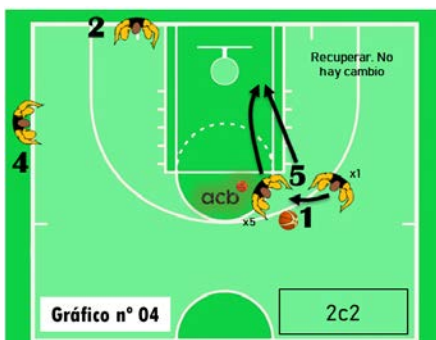 2
Recuperar. No
hay cambio
4
5
x1
acb
1
x5
Gráfico nº 04
2c2